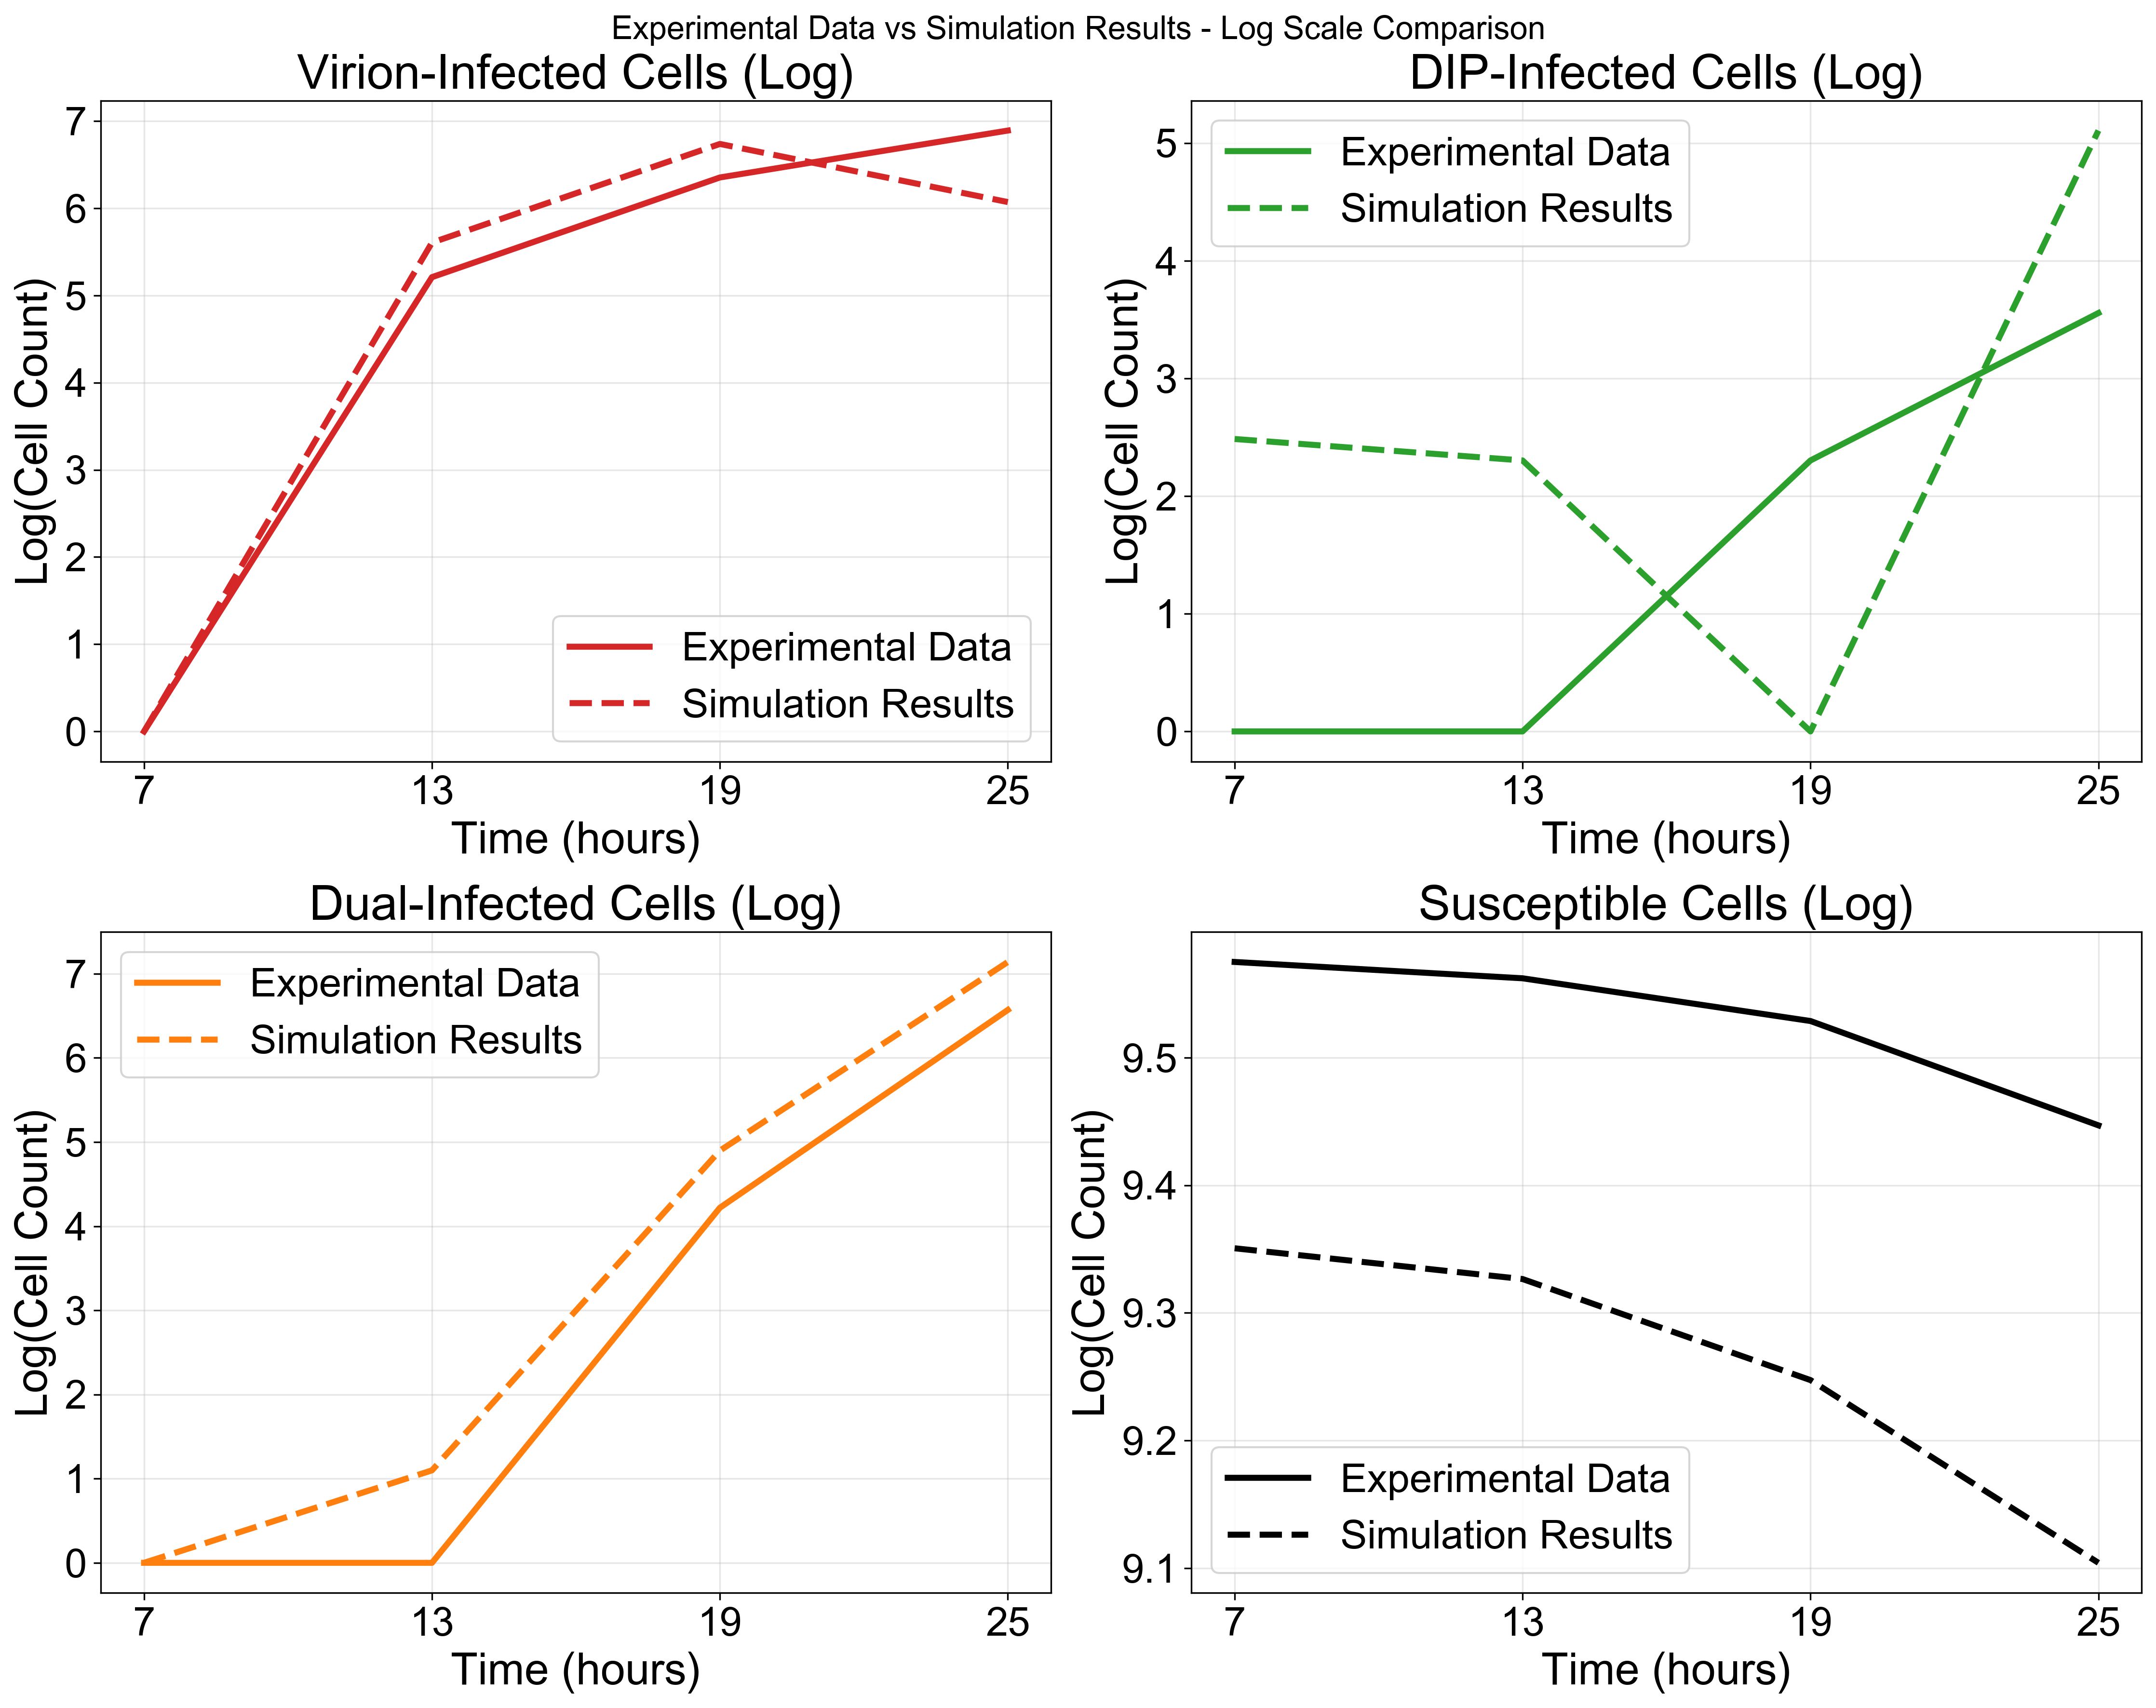 Experimental Data vs Simulation Results - Log Scale Comparison
Virion-Infected Cells (Log)
Log(Cell Count)
7
6
5
4
3
2
1
0
Experimental Data
Simulation Results
7 13 19 25
Time (hours)
DIP-Infected Cells (Log)
Log(Cell Count)
5
4
3
2
1
0
Experimental Data
Simulation Results
7 13 19 25
Time (hours)
Dual-Infected Cells (Log)
Log(Cell Count)
7
6
5
4
3
2
1
0
Experimental Data
Simulation Results
7 13 19 25
Time (hours)
Susceptible Cells (Log)
Log(Cell Count)
9.5
9.4
9.3
9.2
9.1
Experimental Data
Simulation Results
7 13 19 25
Time (hours)